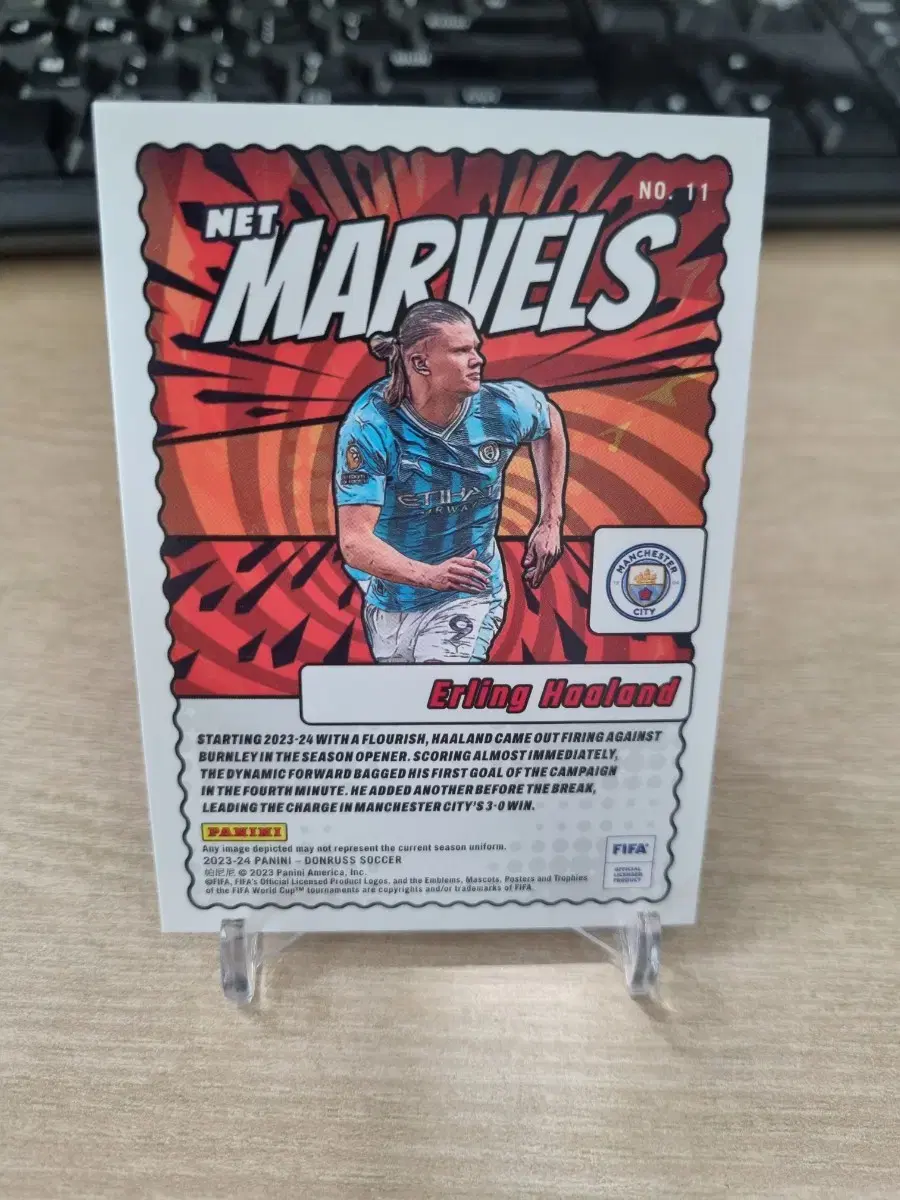 NO. 11
NET
MARVELS
ETIHAD
AIRWAYS
9
MANCHESTER
CITY
Erling Haaland
STARTING 2023-24 WITH A FLOURISH, HAALAND CAME OUT FIRING AGAINST
BURNLEY IN THE SEASON OPENER. SCORING ALMOST IMMEDIATELY,
THE DYNAMIC FORWARD BAGGED HIS FIRST GOAL OF THE CAMPAIGN
IN THE FOURTH MINUTE. HE ADDED ANOTHER BEFORE THE BREAK,
LEADING THE CHARGE IN MANCHESTER CITY'S 3-0 WIN.
PANINI
Any image depicted may not represent the current season uniform.
2023-24 PANINI – DONRUSS SOCCER
帕尼尼 © 2023 Panini America, Inc.
©FIFA, FIFA's Official Licensed Product Logos, and the Emblems, Mascots, Posters and Trophies
of the FIFA World Cup™ tournaments are copyrights and/or trademarks of FIFA.
FIFA
OFFICIAL
LICENSED
PRODUCT